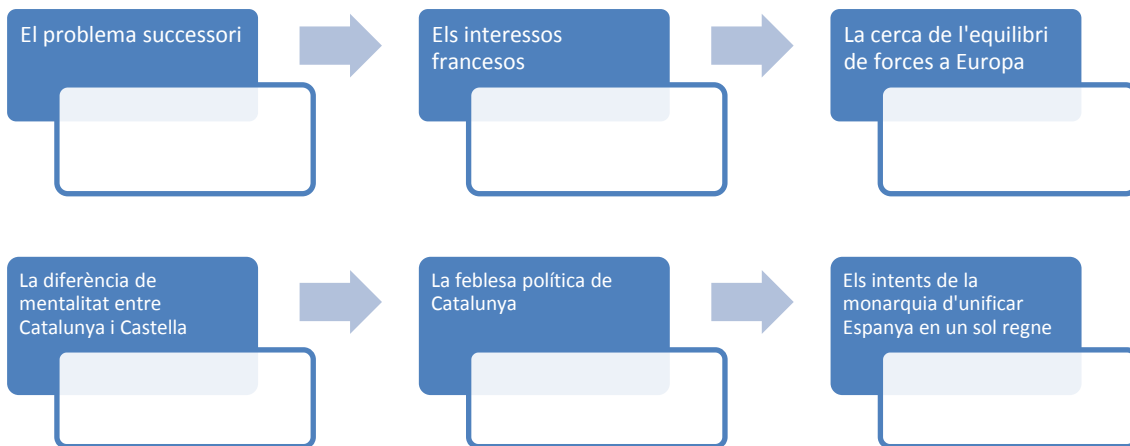 El problema successori
Els interessos
francesos
La cerca de l'equilibri
de forces a Europa
La diferència de
mentalitat entre
Catalunya i Castella
La feblesa política de
Catalunya
Els intents de la
monarquia d'unificar
Espanya en un sol regne